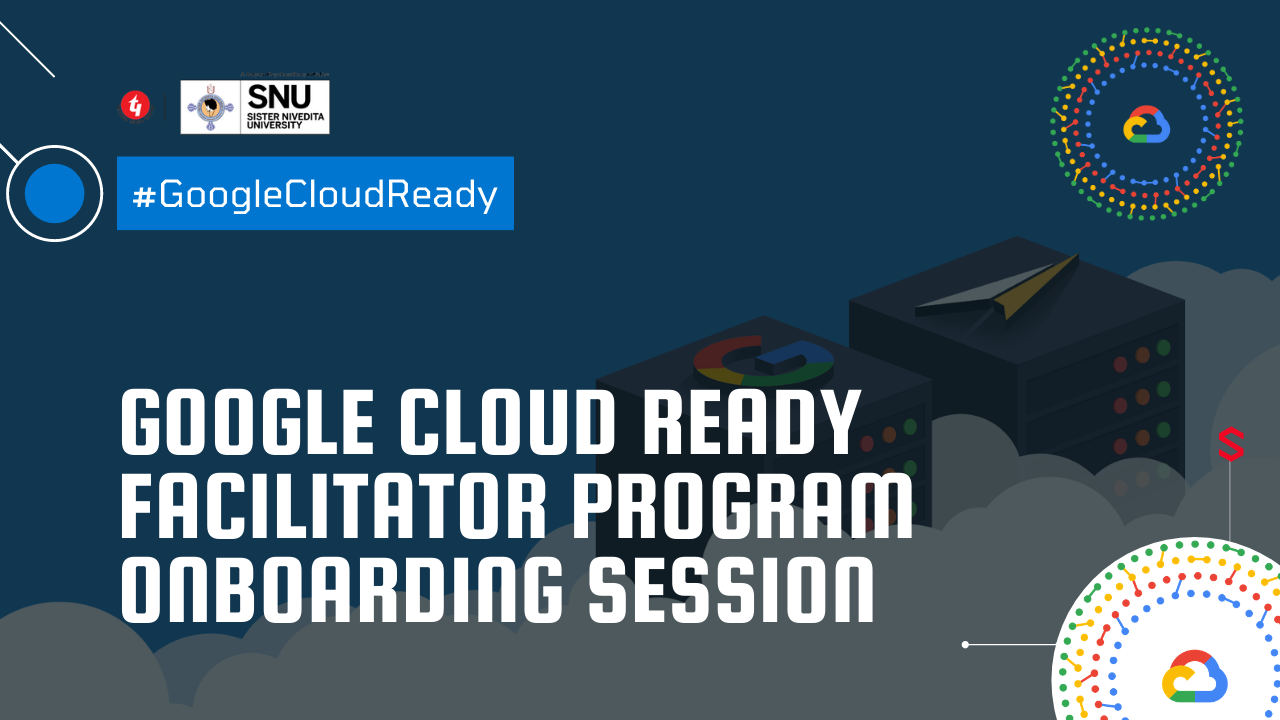 SNU
SISTER NIVEDITA
UNIVERSITY
#GoogleCloudReady
GOOGLE CLOUD READY
FACILITATOR PROGRAM
ONBOARDING SESSION
S